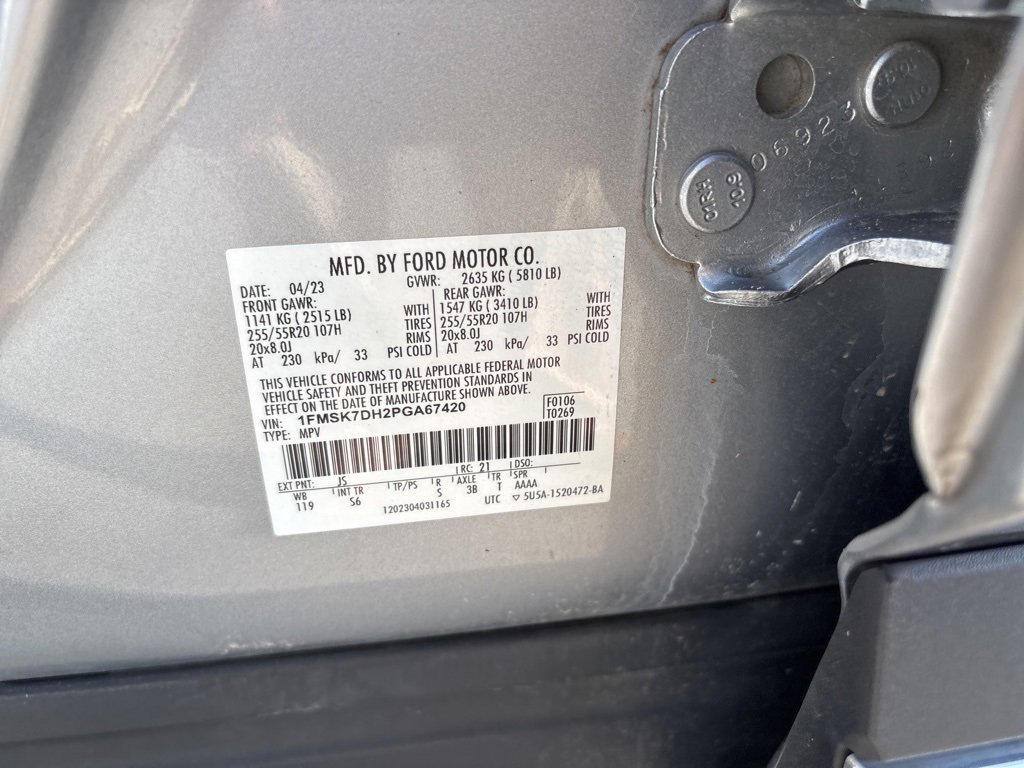 MFD. BY FORD MOTOR CO.
DATE: 04/23 GVWR: 2635 KG ( 5810 LB)
FRONT GAWR: REAR GAWR:
1141 KG ( 2515 LB) WITH 1547 KG ( 3410 LB) WITH
255/55R20 107H TIRES 255/55R20 107H TIRES
20x8.0J RIMS 20x8.0J RIMS
AT 230 kPa/ 33 PSI COLD AT 230 kPa/ 33 PSI COLD
THIS VEHICLE CONFORMS TO ALL APPLICABLE FEDERAL MOTOR
VEHICLE SAFETY AND THEFT PREVENTION STANDARDS IN
EFFECT ON THE DATE OF MANUFACTURE SHOWN ABOVE.
VIN: 1FMSK7DH2PGA67420 F0106
TYPE: MPV T0269
EXT PNT: JS RC: 21 DSO:
WB INT TR TP/PS R AXLE TR SPR
119 S6 S 3B T AAAA
1202304031165 UTC ▽ 5U5A-1520472-BA
06923
10.9
01RH